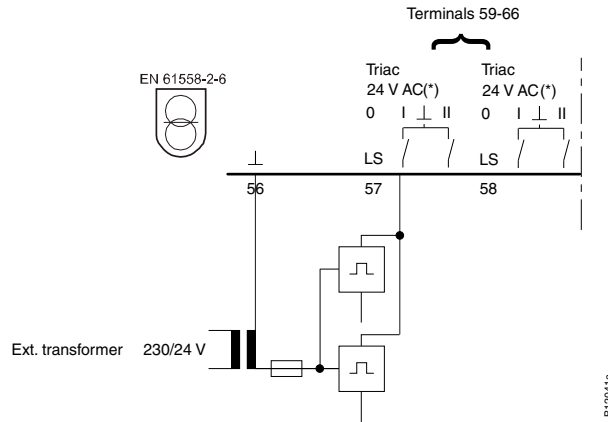 Terminals 59-66
EN 61558-2-6
Triac
24 V AC(*)
0 I ⊥ II
Triac
24 V AC(*)
0 I ⊥ II
LS
LS
⊥
56
57
58
Ext. transformer 230/24 V